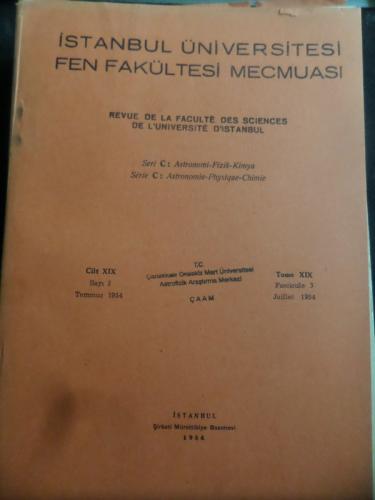 İSTANBUL ÜNİVERSİTESİ
FEN FAKÜLTESİ MECMUASI
REVUE DE LA FACULTÉ DES SCIENCES
DE L'UNIVERSITÉ D'ISTANBUL
Seri C: Astronomi-Fizik-Kimya
Série C: Astronomie-Physique-Chimie
Cilt XIX
Sayı 3
Temmuz 1954
T.C.
Çanakkale Onsekiz Mart Üniversitesi
Astrofizik Araştırma Merkezi
ÇAAM
Tome XIX
Fascicule 3
Juillet 1954
İSTANBUL
Şirketi Mürettibiye Basımevi
1954